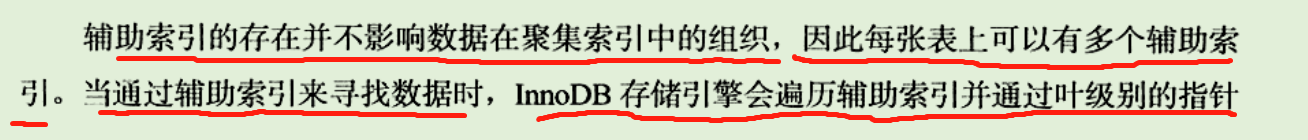 辅助索引的存在并不影响数据在聚集索引中的组织，因此每张表上可以有多个辅助索
引。当通过辅助索引来寻找数据时，InnoDB 存储引擎会遍历辅助索引并通过叶级别的指针